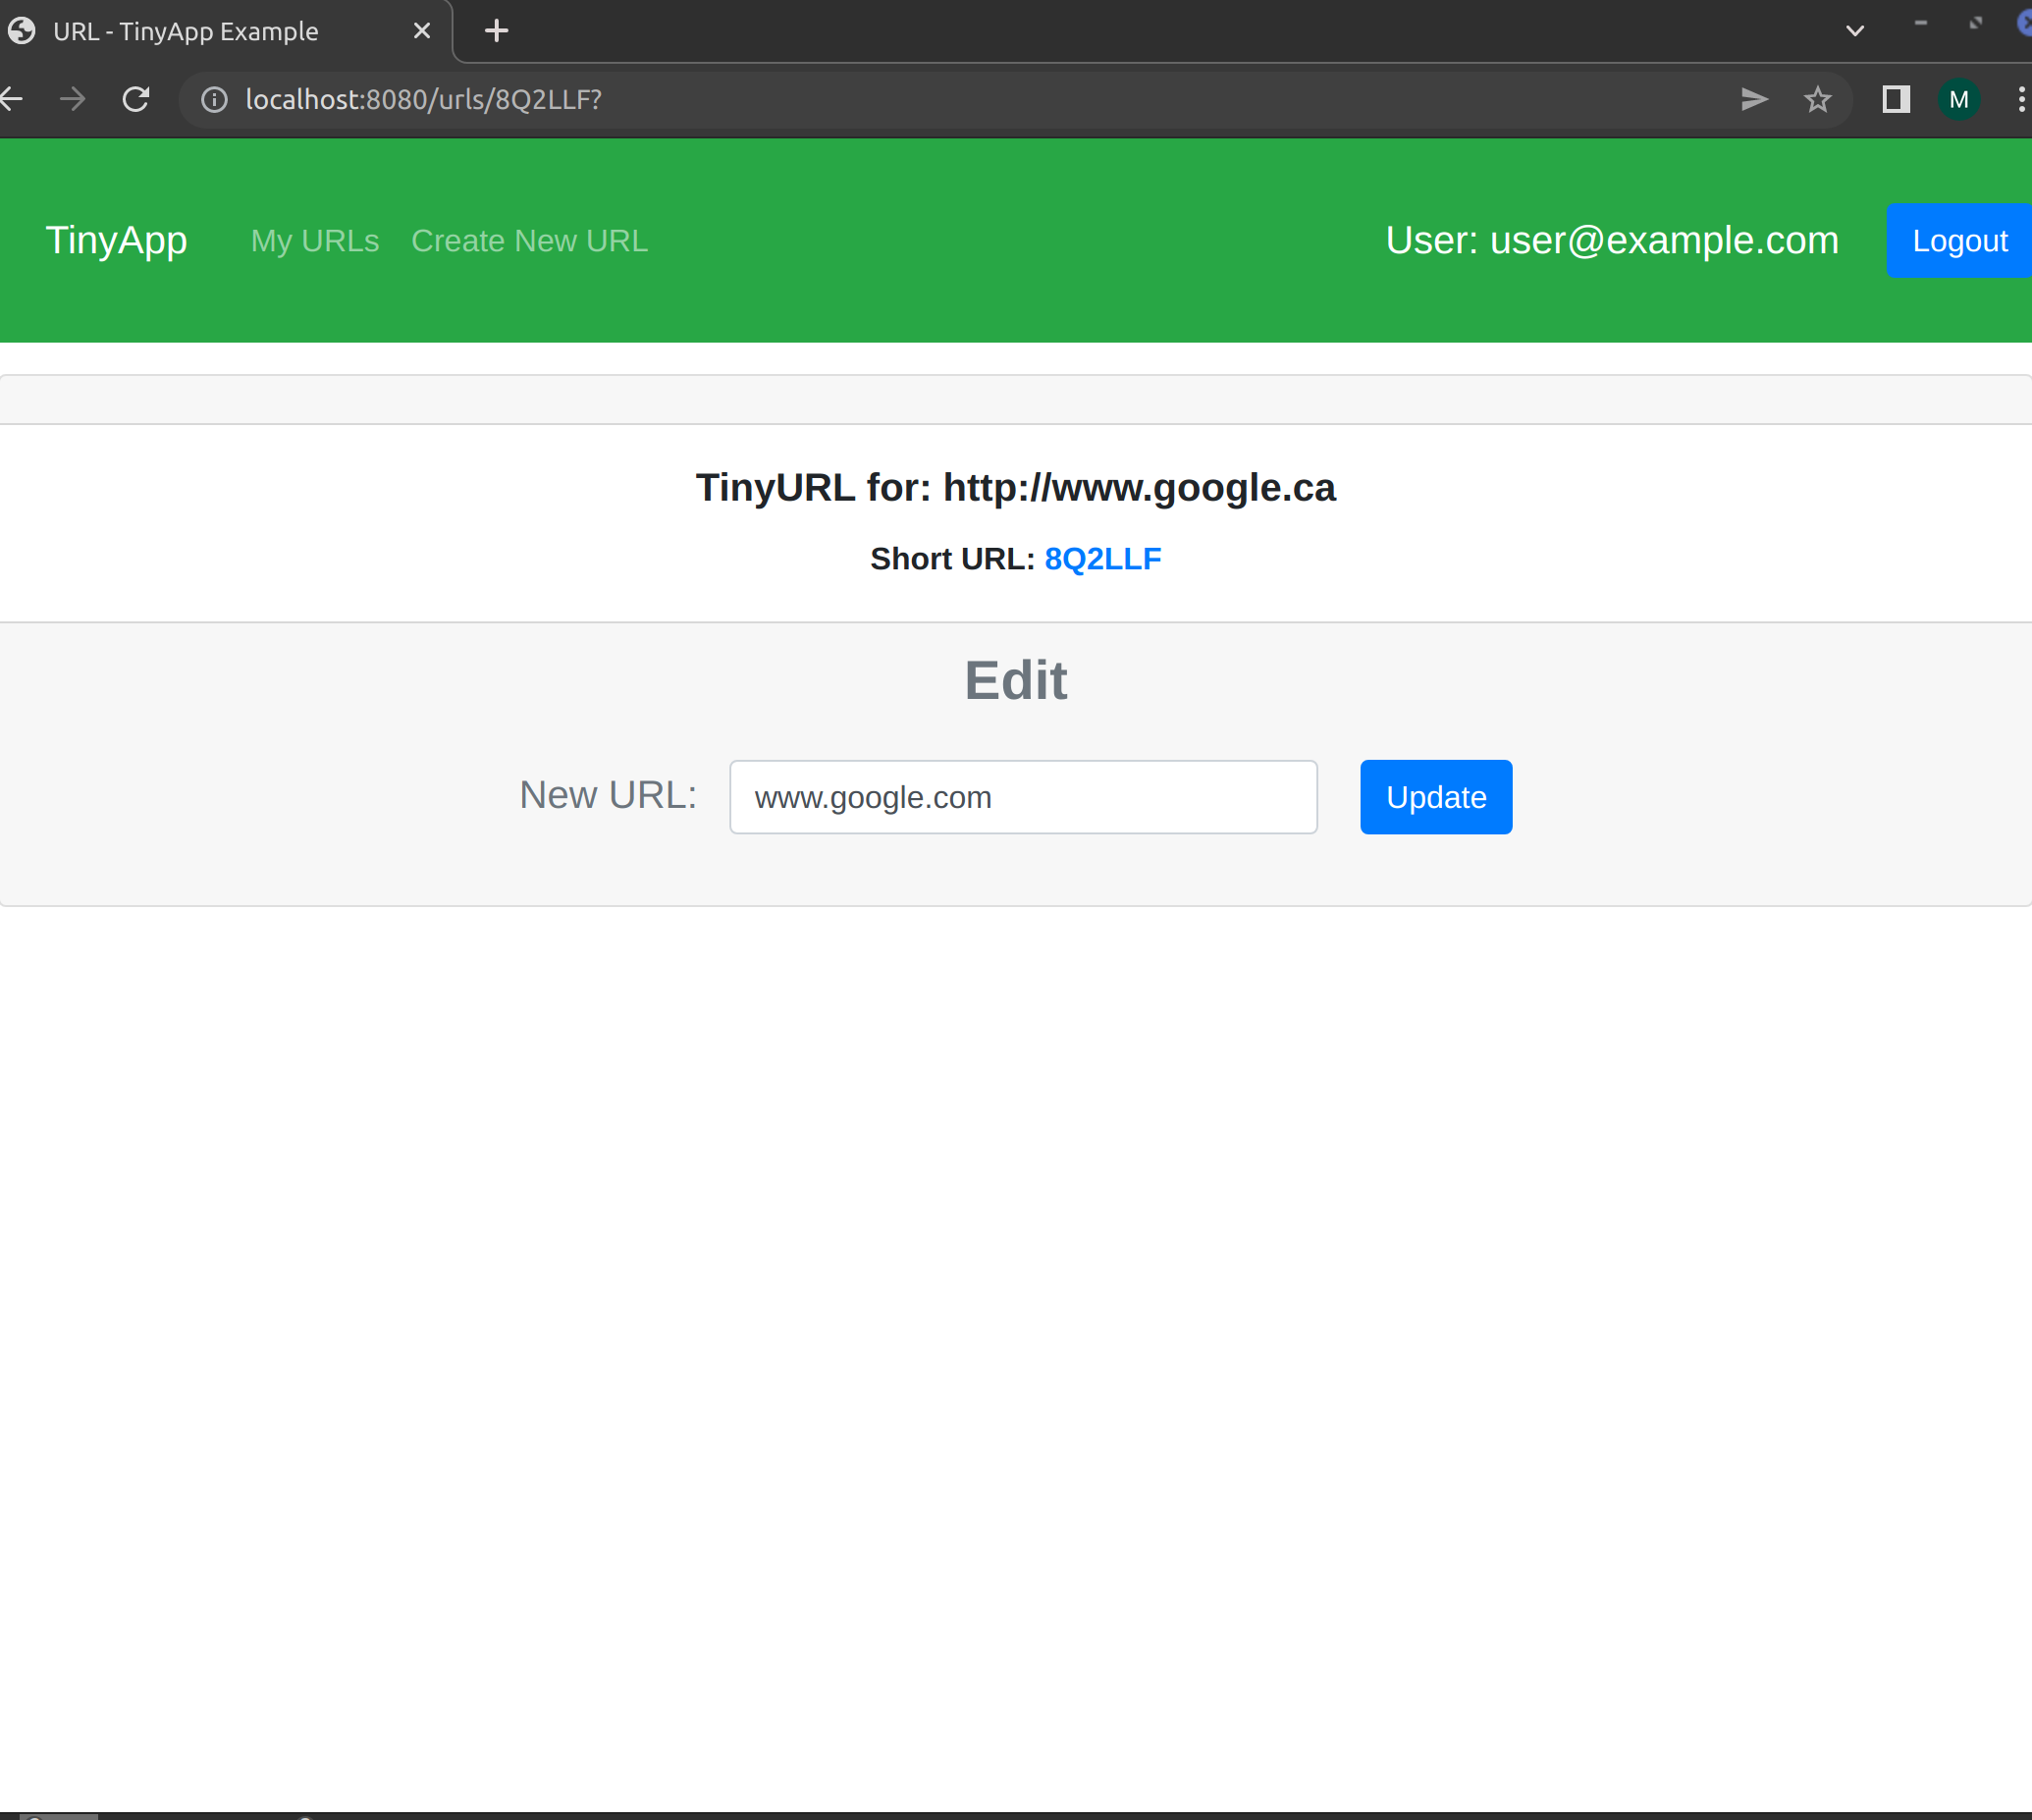 URL - TinyApp Example
localhost:8080/urls/8Q2LLF?
M
TinyApp My URLs Create New URL User: user@example.com Logout
TinyURL for: http://www.google.ca
Short URL: 8Q2LLF
Edit
New URL: www.google.com Update